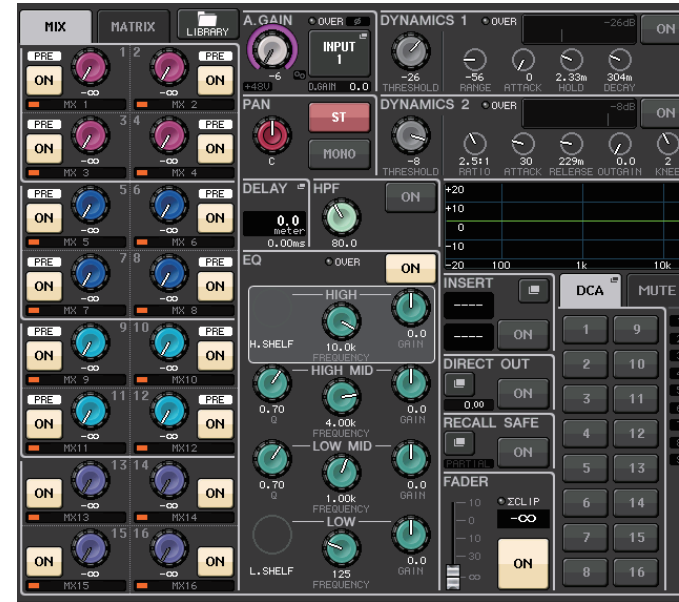 MIX
MATRIX
LIBRARY
PRE 1 2 PRE
ON -∞ -∞ ON
MX 1 MX 2
PRE 3 4 PRE
ON -∞ -∞ ON
MX 3 MX 4
PRE 5 6 PRE
ON -∞ -∞ ON
MX 5 MX 6
PRE 7 8 PRE
ON -∞ -∞ ON
MX 7 MX 8
PRE 9 10 PRE
ON -∞ -∞ ON
MX 9 MX10
PRE 11 12 PRE
ON -∞ -∞ ON
MX11 MX12
13 14
ON -∞ -∞ ON
MX13 MX14
15 16
ON -∞ -∞ ON
MX15 MX16
A.GAIN
OVER ø
INPUT
1
-6
+48V
D.GAIN 0.0
PAN
C
ST
MONO
DELAY
0.0
meter
0.00ms
HPF
80.0
ON
EQ
OVER
ON
HIGH
H.SHELF
10.0k
FREQUENCY
0.0
GAIN
HIGH MID
0.70
Q
4.00k
FREQUENCY
0.0
GAIN
LOW MID
0.70
Q
1.00k
FREQUENCY
0.0
GAIN
LOW
L.SHELF
125
FREQUENCY
0.0
GAIN
DYNAMICS 1
OVER
-26dB
ON
-26 -56 0 2.33m 304m
THRESHOLD RANGE ATTACK HOLD DECAY
DYNAMICS 2
OVER
-8dB
ON
-8 2.5:1 30 229m 0.0 2
THRESHOLD RATIO ATTACK RELEASE OUTGAIN KNEE
+20
+10
0
-10
-20 100 1k 10k
INSERT
----
----
ON
DIRECT OUT
0.00
ON
RECALL SAFE
PARTIAL
ON
FADER
10
0
10
30
∞
ΣCLIP
-∞
ON
DCA
MUTE
1 9
2 10
3 11
4 12
5 13
6 14
7 15
8 16